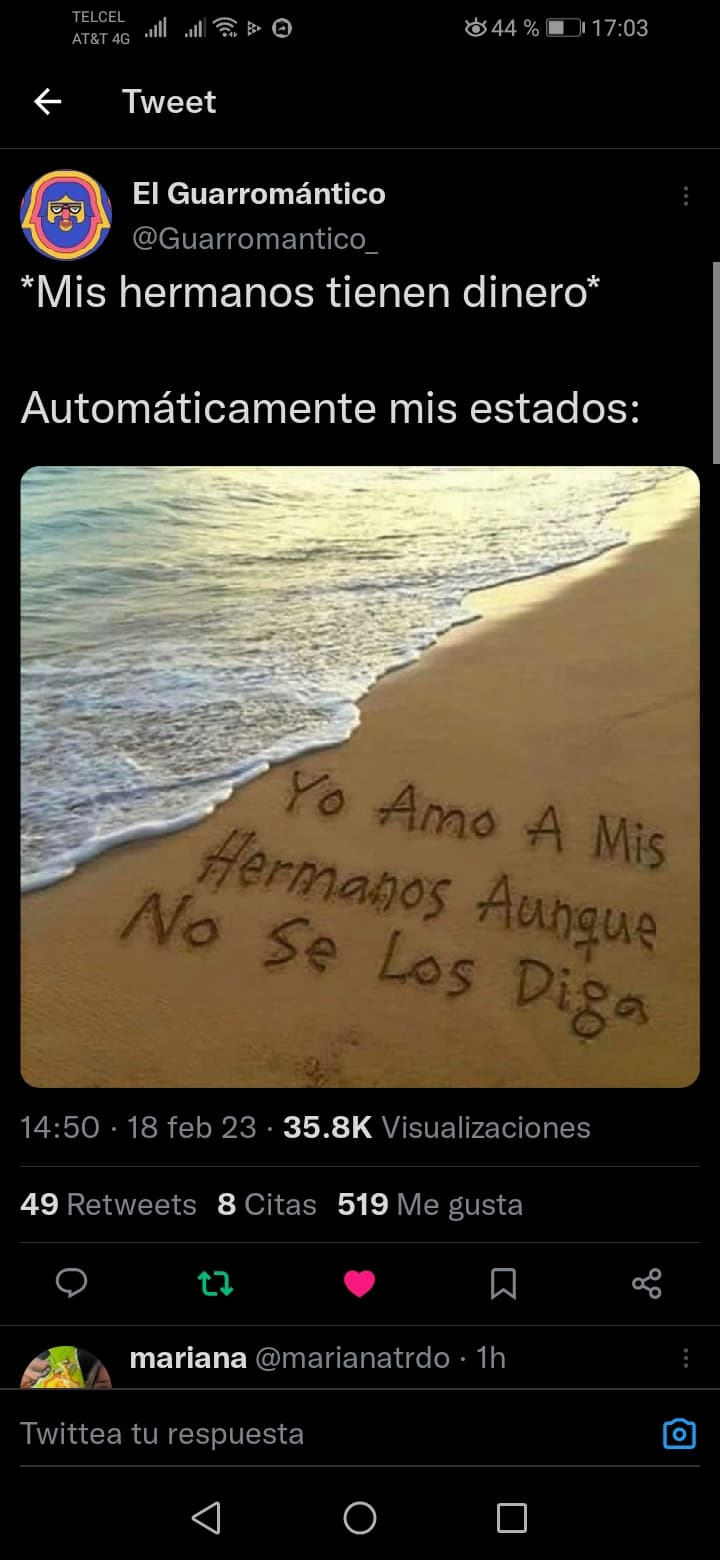 TELCEL
AT&T 4G
44 %
17:03
Tweet
El Guarromántico
@Guarromantico_
*Mis hermanos tienen dinero*
Automáticamente mis estados:
Yo Amo A Mis
Hermanos Aunque
No Se Los Diga
14:50 · 18 feb 23 · 35.8K Visualizaciones
49 Retweets 8 Citas 519 Me gusta
mariana @marianatrdo · 1h
Twittea tu respuesta